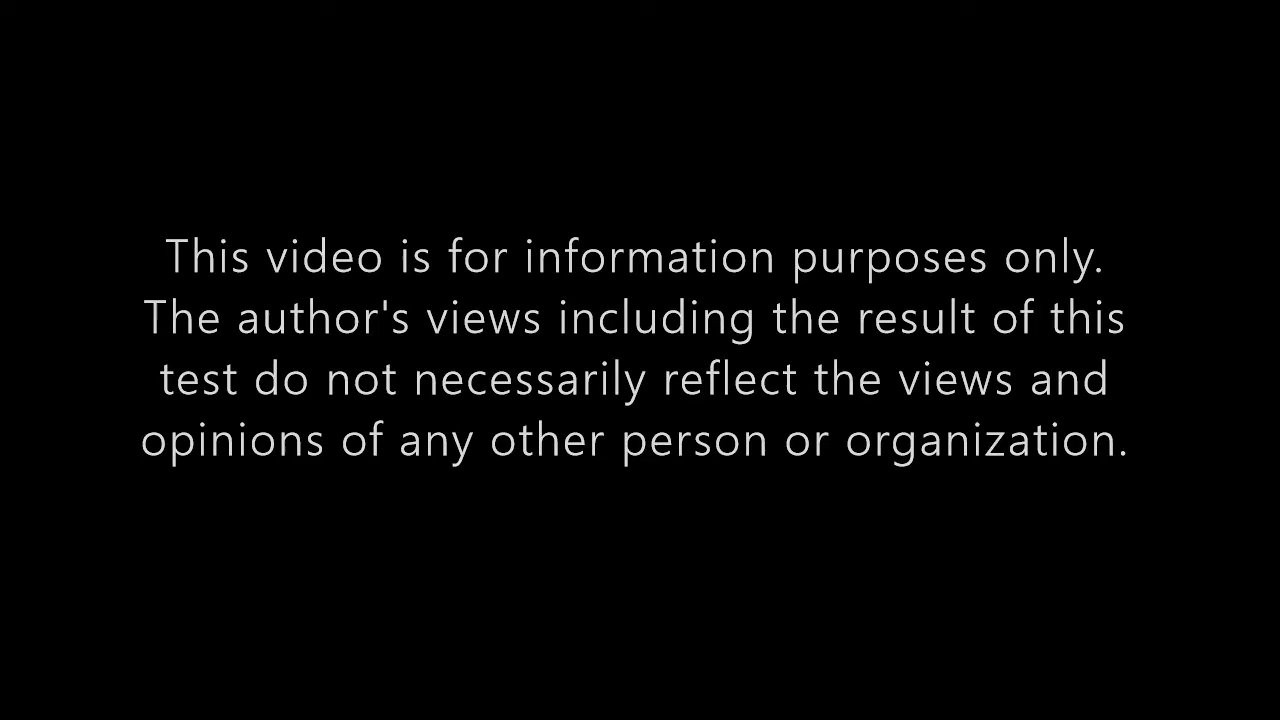 This video is for information purposes only.
The author's views including the result of this
test do not necessarily reflect the views and
opinions of any other person or organization.